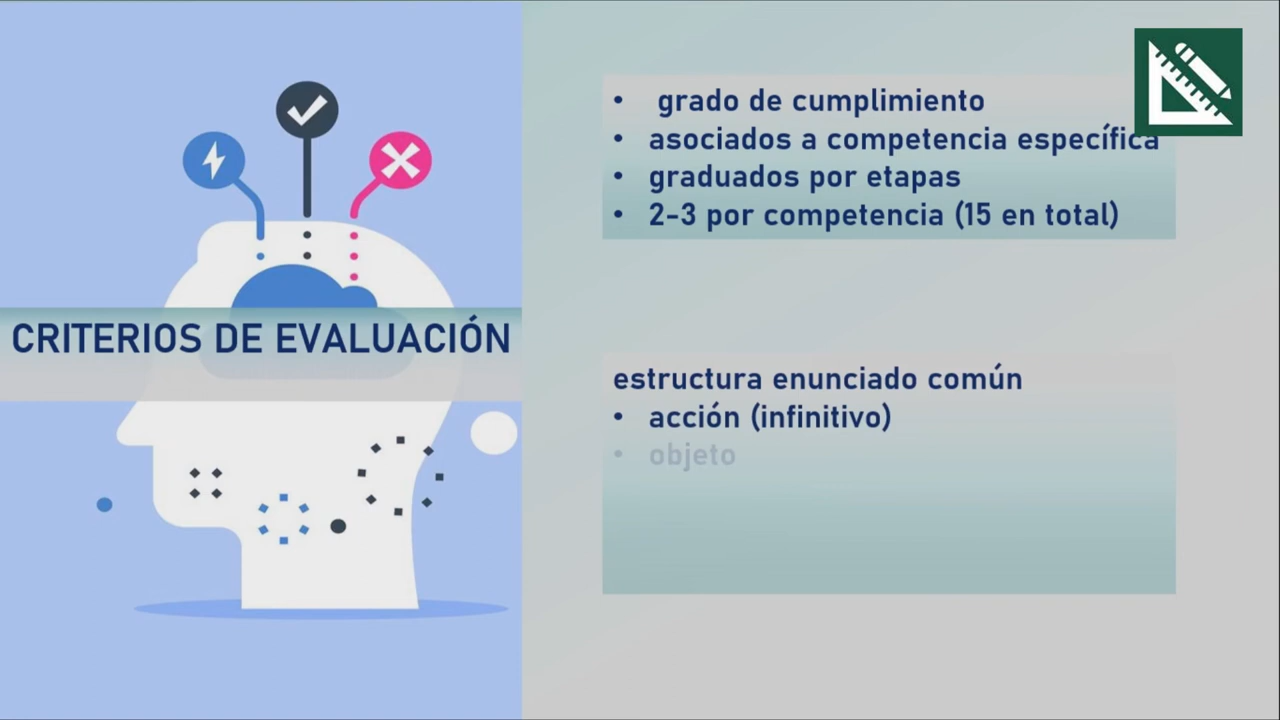 CRITERIOS DE EVALUACIÓN
• grado de cumplimiento
• asociados a competencia específica
• graduados por etapas
• 2-3 por competencia (15 en total)
estructura enunciado común
• acción (infinitivo)
• objeto